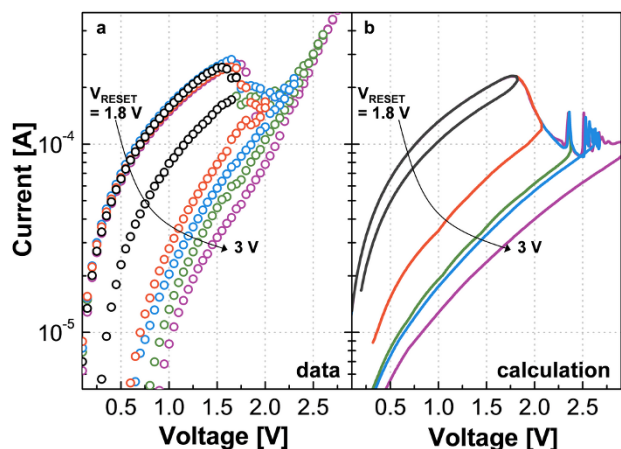 a
b
V_RESET
= 1.8 V
3 V
data
V_RESET
= 1.8 V
3 V
calculation
10^-4
10^-5
Current [A]
0.5 1.0 1.5 2.0 2.5
0.5 1.0 1.5 2.0 2.5
Voltage [V]
Voltage [V]